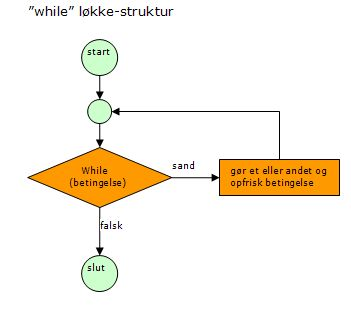 ”while” løkke-struktur
start
While
(betingelse)
sand
gør et eller andet og
opfrisk betingelse
falsk
slut